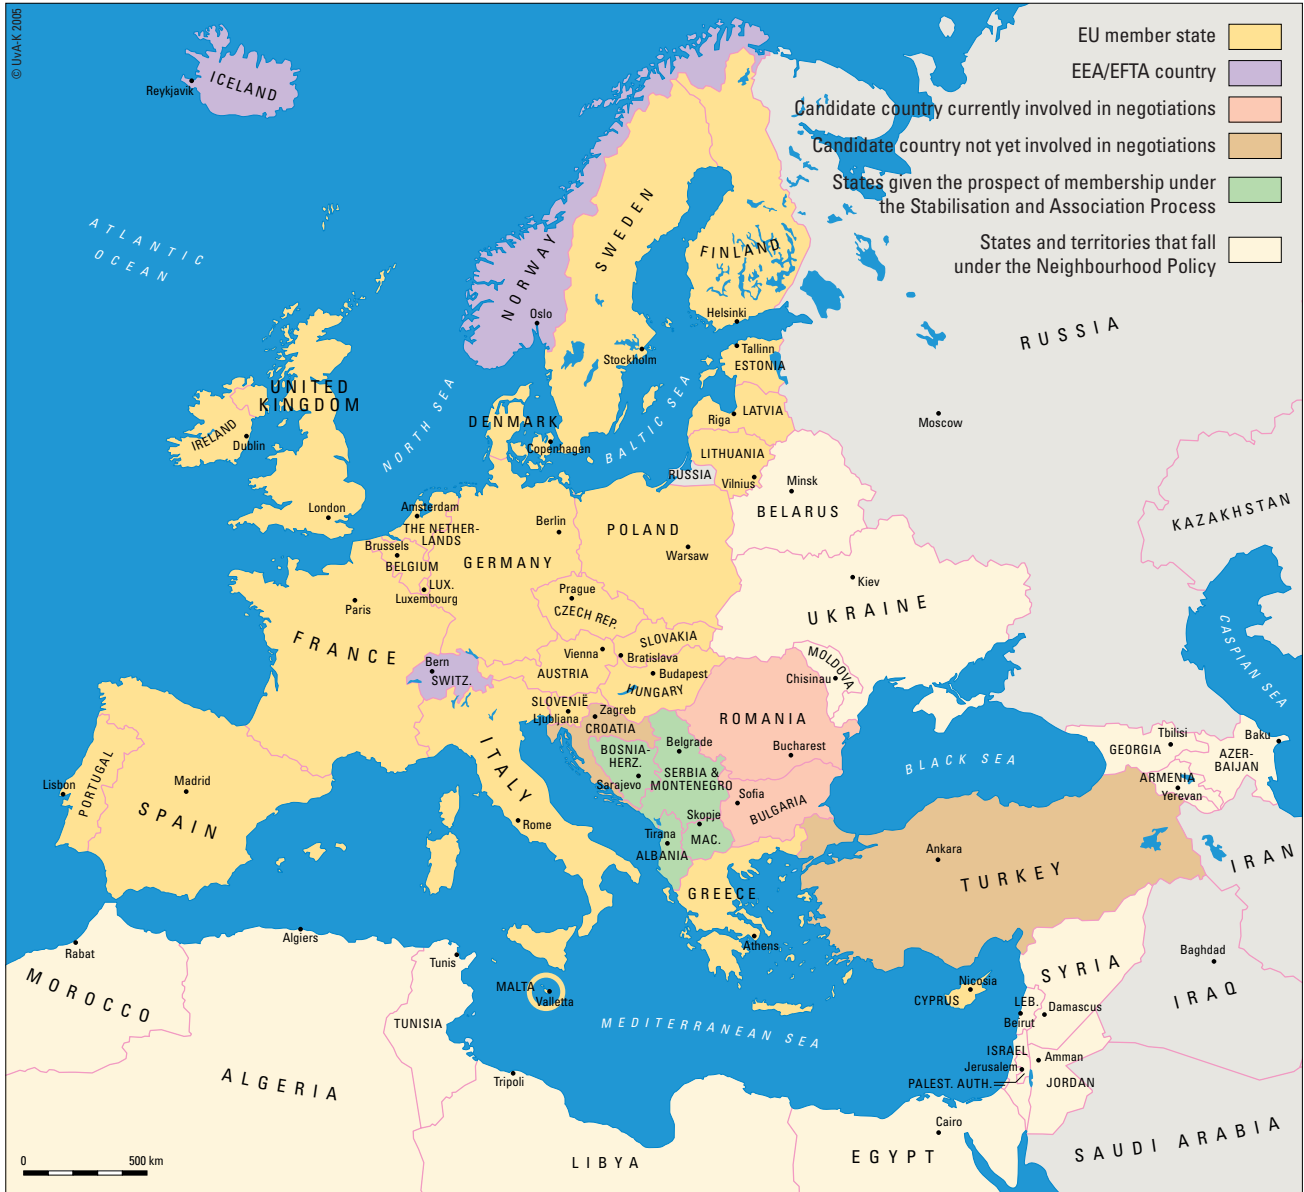 © UvA-K 2005
EU member state
EEA/EFTA country
Candidate country currently involved in negotiations
Candidate country not yet involved in negotiations
States given the prospect of membership under
the Stabilisation and Association Process
States and territories that fall
under the Neighbourhood Policy
ICELAND
Reykjavik
ATLANTIC
OCEAN
NORWAY
Oslo
SWEDEN
Stockholm
FINLAND
Helsinki
Tallinn
ESTONIA
RUSSIA
Moscow
UNITED
KINGDOM
IRELAND
Dublin
London
NORTH SEA
DENMARK
Copenhagen
BALTIC SEA
Riga
LATVIA
LITHUANIA
Vilnius
RUSSIA
Minsk
BELARUS
KAZAKHSTAN
Amsterdam
THE NETHER-
LANDS
Brussels
BELGIUM
LUX.
Luxembourg
Berlin
GERMANY
POLAND
Warsaw
Kiev
UKRAINE
Paris
FRANCE
Prague
CZECH REP.
SLOVAKIA
Vienna
Bratislava
AUSTRIA
Budapest
HUNGARY
Bern
SWITZ.
MOLDOVA
Chisinau
CASPIAN SEA
SLOVENIË
Ljubljana
Zagreb
CROATIA
ROMANIA
Bucharest
BOSNIA-
HERZ.
Sarajevo
Belgrade
SERBIA &
MONTENEGRO
Sofia
BULGARIA
Skopje
MAC.
Tirana
ALBANIA
ITALY
Rome
BLACK SEA
GEORGIA
Tbilisi
Baku
AZER-
BAIJAN
ARMENIA
Yerevan
Lisbon
PORTUGAL
Madrid
SPAIN
GREECE
Athens
Ankara
TURKEY
IRAN
Rabat
MOROCCO
Algiers
ALGERIA
Tunis
TUNISIA
MALTA
Valletta
MEDITERRANEAN SEA
Nicosia
CYPRUS
SYRIA
LEB.
Damascus
Beirut
Baghdad
IRAQ
ISRAEL
Amman
Jerusalem
PALEST. AUTH.
JORDAN
Tripoli
LIBYA
Cairo
EGYPT
SAUDI ARABIA
0 500 km